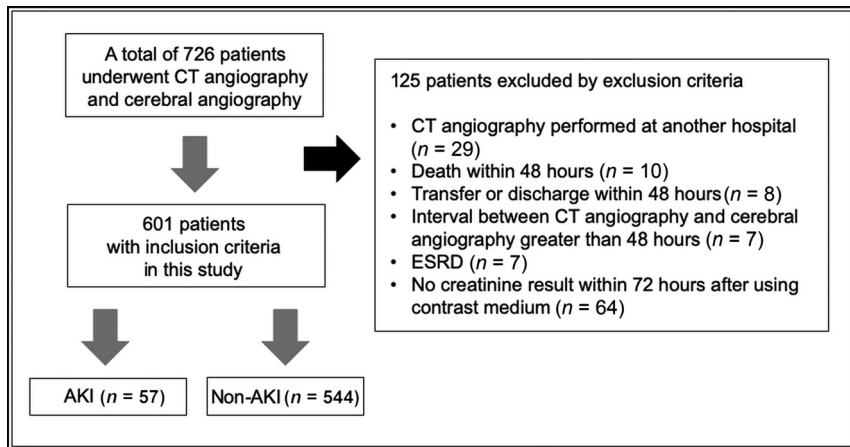 A total of 726 patients
underwent CT angiography
and cerebral angiography
125 patients excluded by exclusion criteria
• CT angiography performed at another hospital
(n = 29)
• Death within 48 hours (n = 10)
• Transfer or discharge within 48 hours (n = 8)
• Interval between CT angiography and cerebral
angiography greater than 48 hours (n = 7)
• ESRD (n = 7)
• No creatinine result within 72 hours after using
contrast medium (n = 64)
601 patients
with inclusion criteria
in this study
AKI (n = 57)
Non-AKI (n = 544)